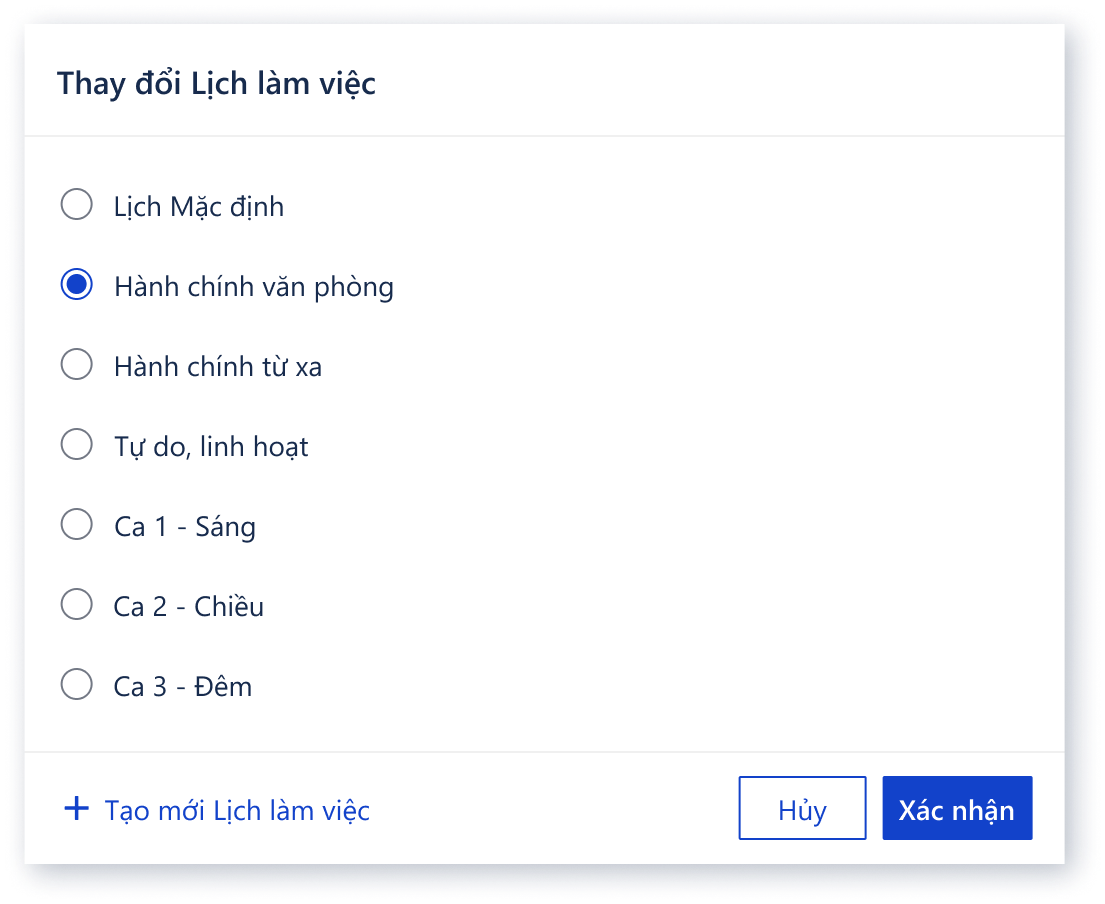 Thay đổi Lịch làm việc
Lịch Mặc định
Hành chính văn phòng
Hành chính từ xa
Tự do, linh hoạt
Ca 1 - Sáng
Ca 2 - Chiều
Ca 3 - Đêm
+ Tạo mới Lịch làm việc
Hủy
Xác nhận